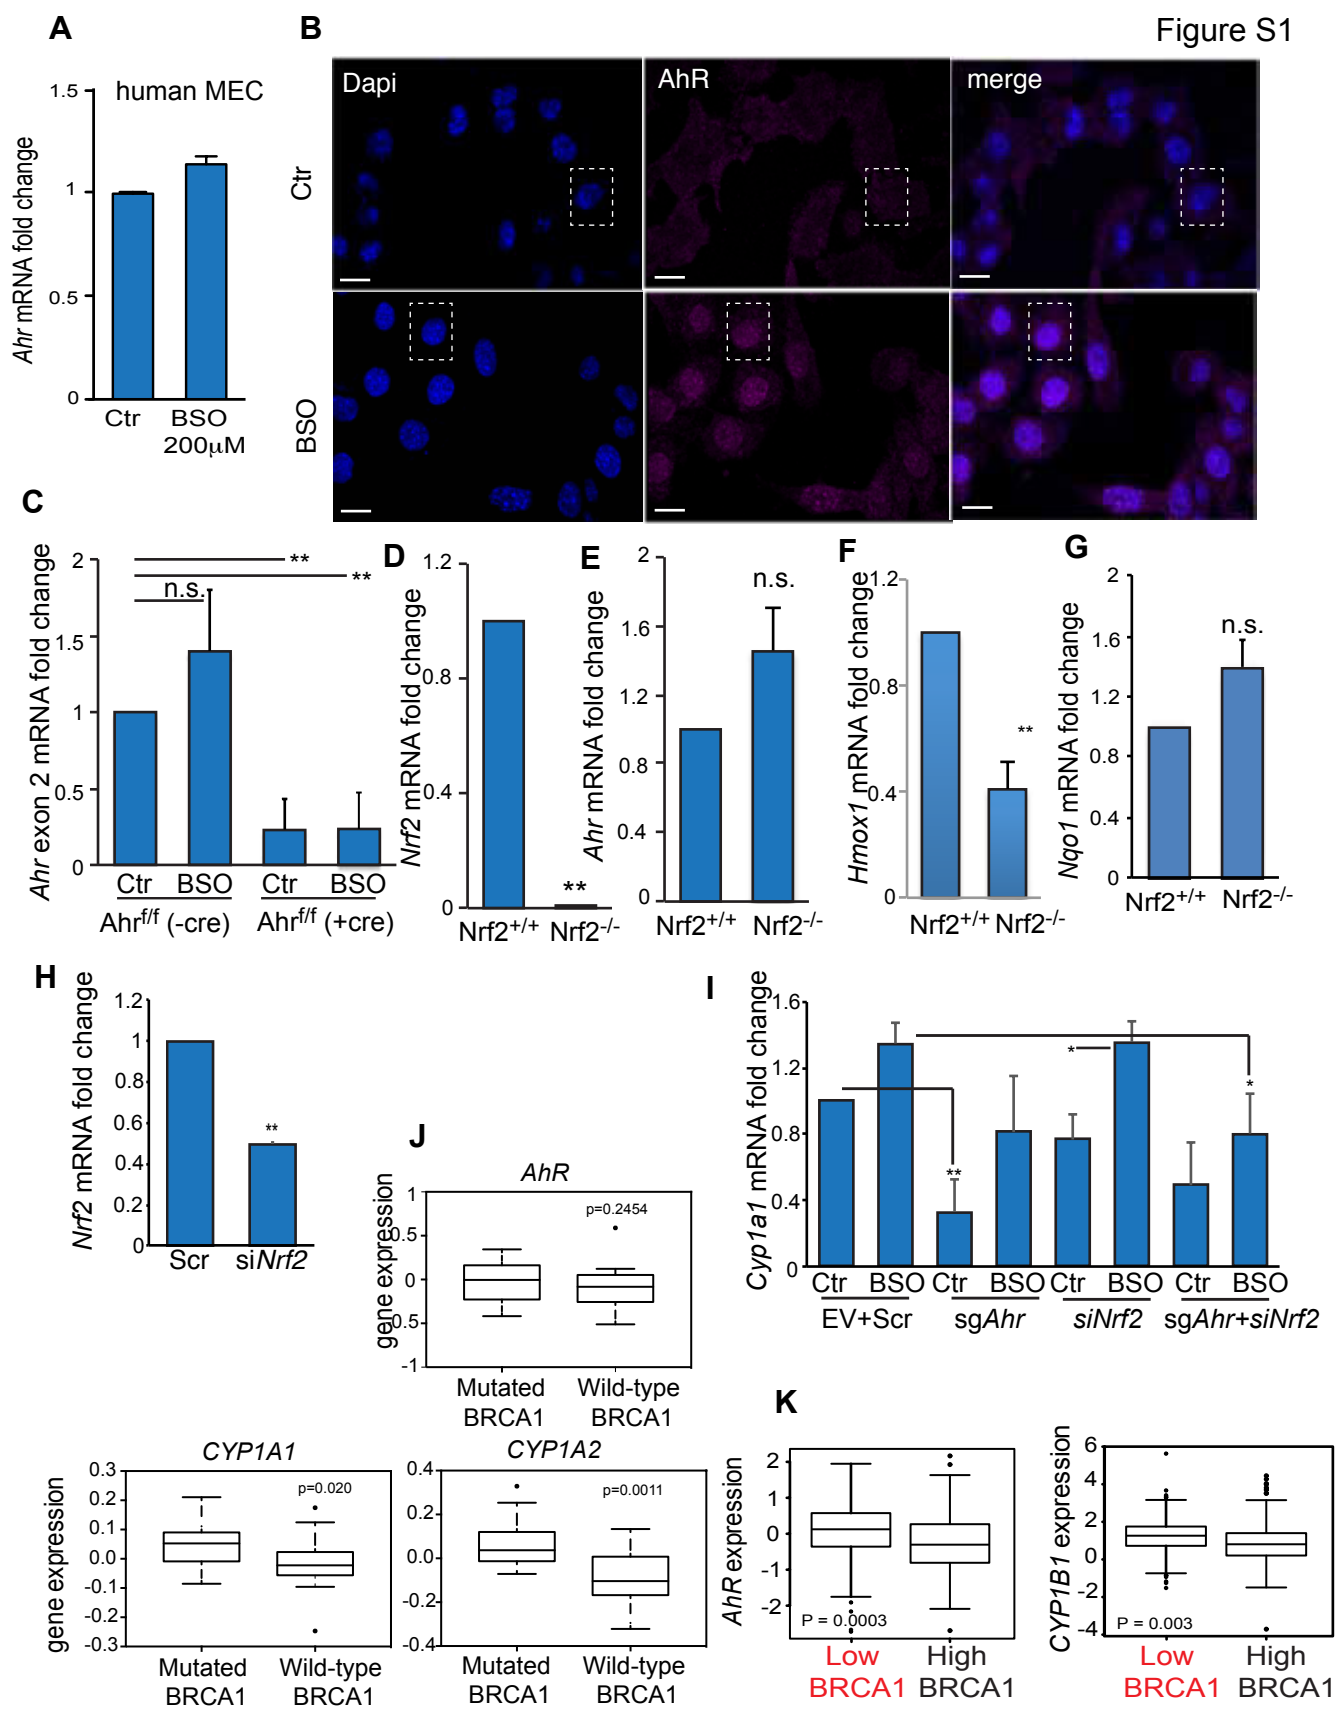 Figure S1
A
human MEC
Ahr mRNA fold change
1.5
1
0.5
0
Ctr
BSO
200µM
B
Dapi
AhR
merge
Ctr
BSO
C
Ahr exon 2 mRNA fold change
2
1.5
1
0.5
0
**
**
n.s.
Ctr BSO Ctr BSO
Ahrf/f (-cre) Ahrf/f (+cre)
D
Nrf2 mRNA fold change
1.2
0.8
0.4
0
**
Nrf2+/+ Nrf2-/-
E
Ahr mRNA fold change
2
1.6
1.2
0.8
0.4
0
n.s.
Nrf2+/+ Nrf2-/-
F
Hmox1 mRNA fold change
1.2
0.8
0.4
0
**
Nrf2+/+ Nrf2-/-
G
Nqo1 mRNA fold change
2
1.6
1.2
0.8
0.4
0
n.s.
Nrf2+/+ Nrf2-/-
H
Nrf2 mRNA fold change
1.2
1
0.8
0.6
0.4
0.2
0
**
Scr siNrf2
I
Cyp1a1 mRNA fold change
1.6
1.2
0.8
0.4
0
**
*
*
Ctr BSO Ctr BSO Ctr BSO Ctr BSO
EV+Scr sgAhr siNrf2 sgAhr+siNrf2
J
AhR
gene expression
1
0.5
0
0.5
-1
p=0.2454
Mutated Wild-type
BRCA1 BRCA1
CYP1A1
gene expression
0.3
0.2
0.1
0.0
-0.1
-0.2
-0.3
p=0.020
Mutated Wild-type
BRCA1 BRCA1
CYP1A2
0.4
0.2
0.0
-0.2
-0.4
p=0.0011
Mutated Wild-type
BRCA1 BRCA1
K
AhR expression
2
1
0
-1
-2
P = 0.0003
Low High
BRCA1 BRCA1
CYP1B1 expression
6
4
2
0
-2
-4
P = 0.003
Low High
BRCA1 BRCA1